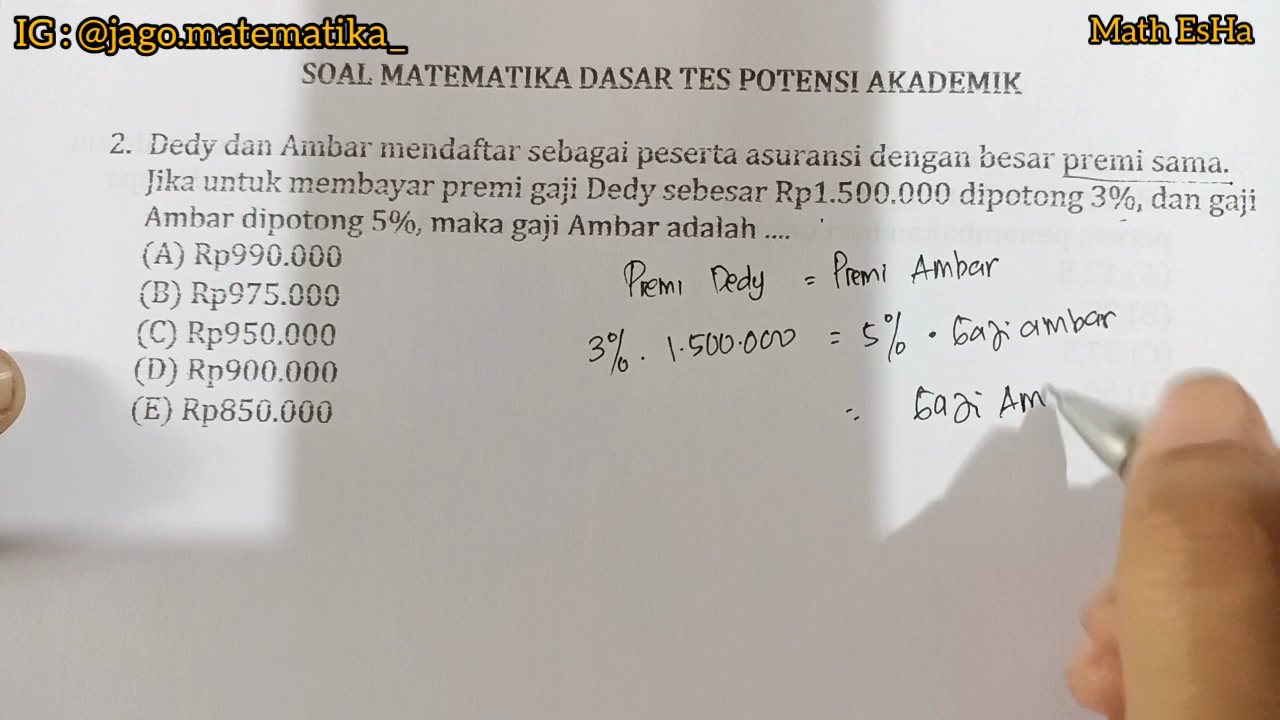 IG : @jago.matematika_
Math EsHa
SOAL MATEMATIKA DASAR TES POTENSI AKADEMIK
2. Dedy dan Ambar mendaftar sebagai peserta asuransi dengan besar premi sama.
Jika untuk membayar premi gaji Dedy sebesar Rp1.500.000 dipotong 3%, dan gaji
Ambar dipotong 5%, maka gaji Ambar adalah ....
(A) Rp990.000
(B) Rp975.000
(C) Rp950.000
(D) Rp900.000
(E) Rp850.000
Premi Dedy = Premi Ambar
3% . 1.500.000 = 5% . Gaji ambar
= Gaji Am